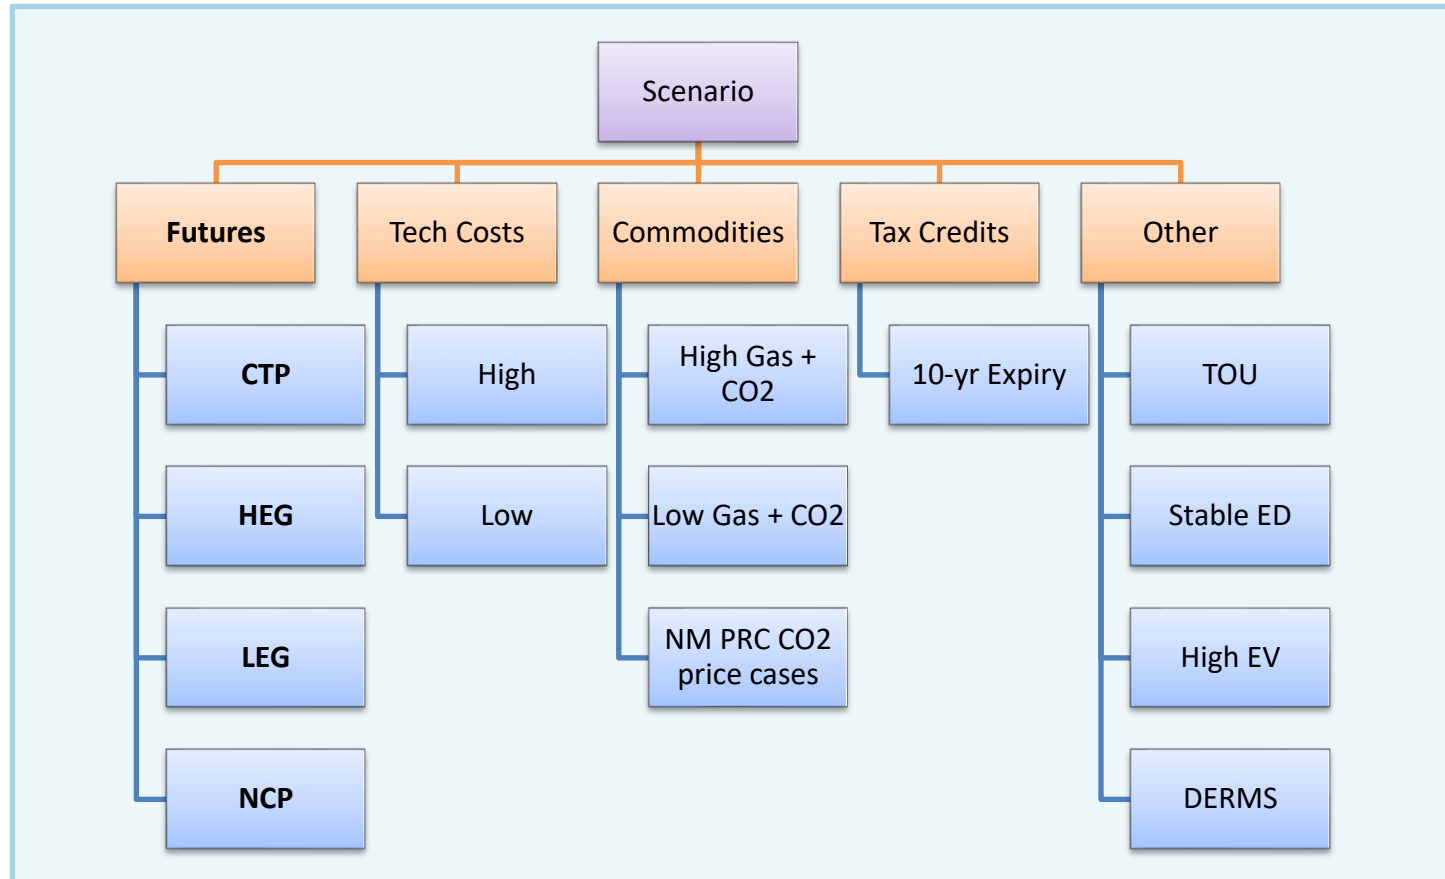 Scenario
Futures
Tech Costs
Commodities
Tax Credits
Other
CTP
High
High Gas +
CO2
10-yr Expiry
TOU
HEG
Low
Low Gas + CO2
Stable ED
LEG
NM PRC CO2
price cases
High EV
NCP
DERMS